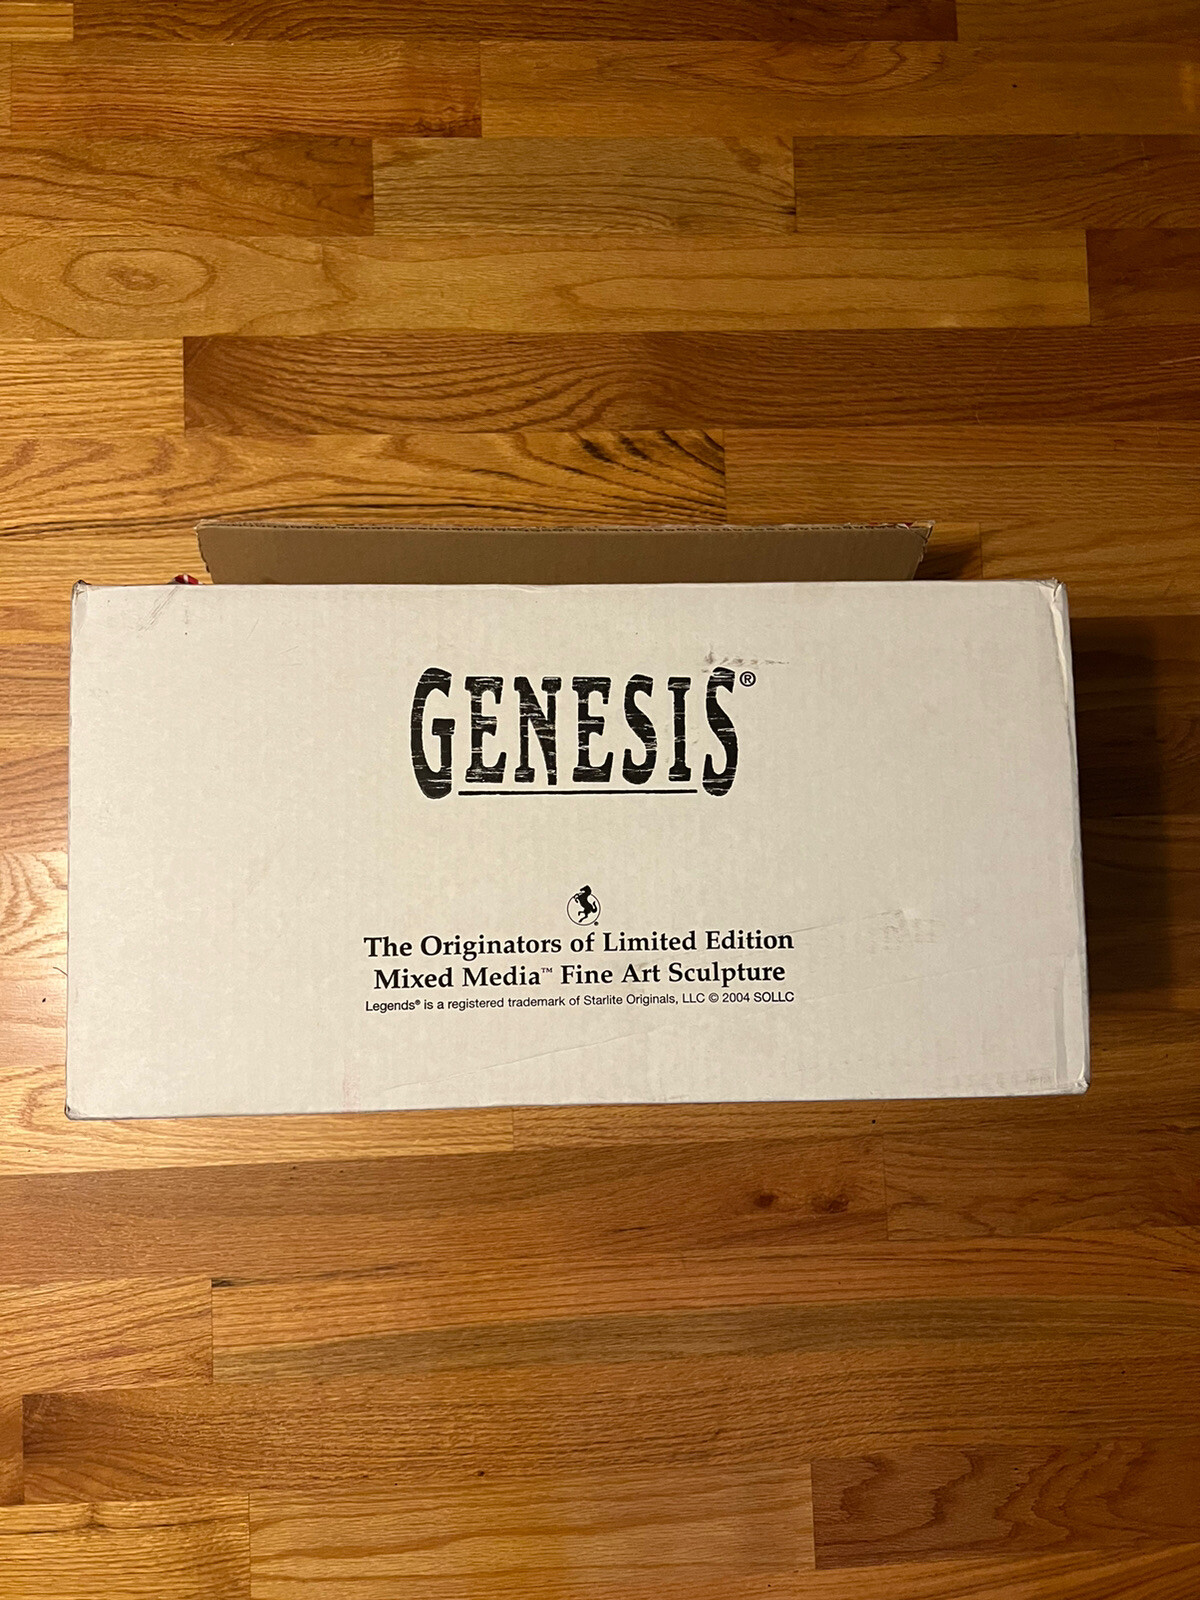 GENESIS®
The Originators of Limited Edition
Mixed Media™ Fine Art Sculpture
Legends® is a registered trademark of Starlite Originals, LLC © 2004 SOLLC